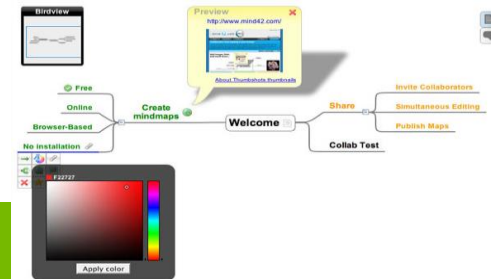 Birdview
Preview
http://www.mind42.com/
About Thumbshots thumbnails
Free
Online
Browser-Based
No installation
Create
mindmaps
Welcome
Share
Invite Collaborators
Simultaneous Editing
Publish Maps
Collab Test
F22727
Apply color